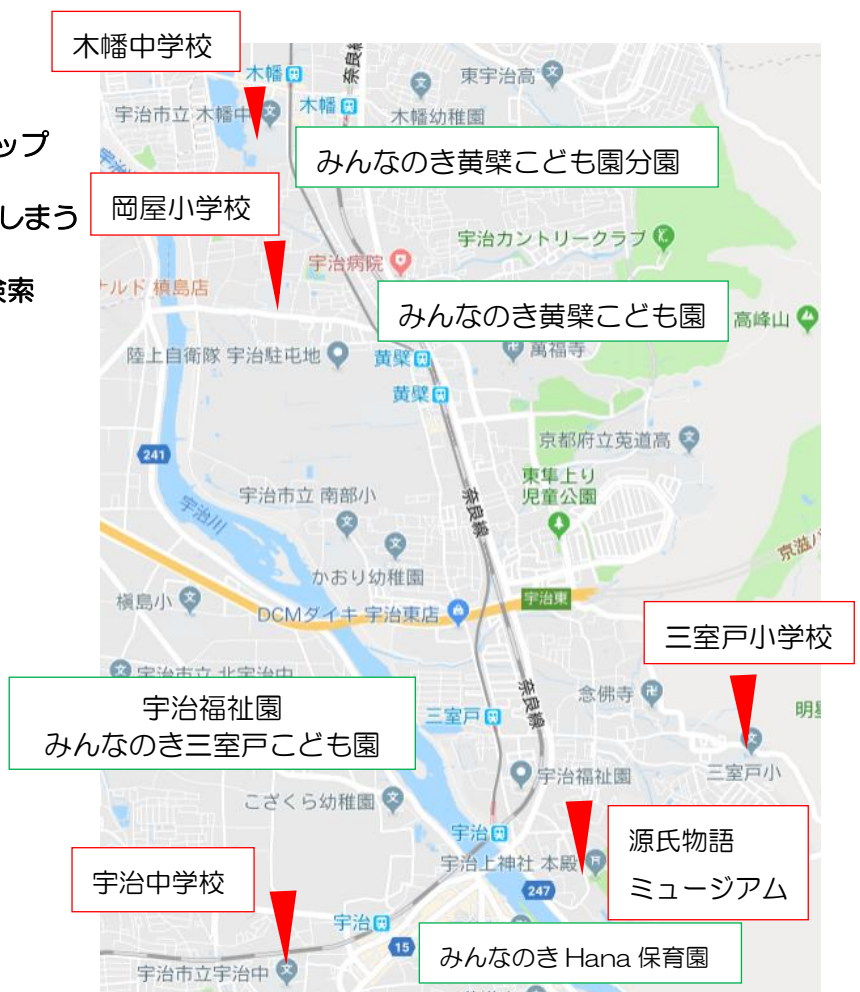 木幡中学校
木幡
奈良線
東宇治高
宇治市立 木幡中
木幡
木幡幼稚園
ップ
みんなのき黄檗こども園分園
しまう
岡屋小学校
宇治カントリークラブ
宇治病院
検索
ナルド 槙島店
みんなのき黄檗こども園
高峰山
陸上自衛隊 宇治駐屯地
黄檗
萬福寺
黄檗
京都府立莵道高
241
東隼上り
児童公園
宇治市立 南部小
宇治川
奈良線
かおり幼稚園
京滋バ
槇島小
宇治東
DCMダイキ 宇治東店
三室戸小学校
宇治市立 北宇治中
念佛寺
奈良線
宇治福祉園
みんなのき三室戸こども園
三室戸
明星
宇治福祉園
三室戸小
こざくら幼稚園
宇治
源氏物語
ミュージアム
宇治上神社 本殿
宇治中学校
247
宇治
15
みんなのき Hana 保育園
宇治市立宇治中